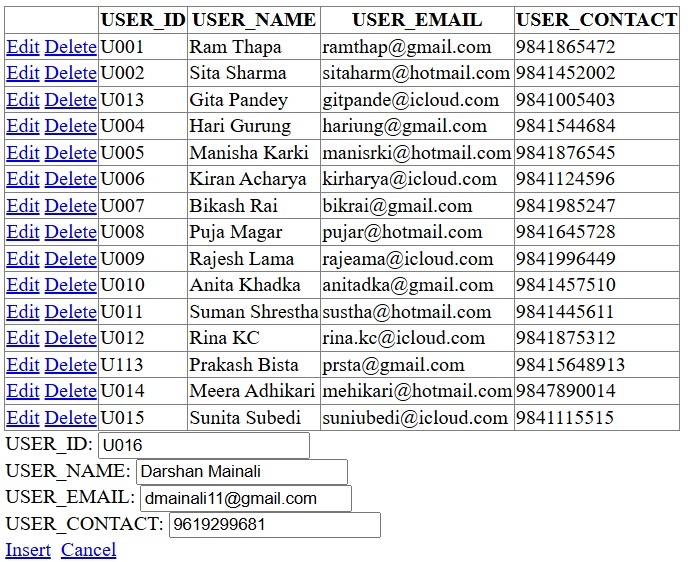 USER_ID USER_NAME USER_EMAIL USER_CONTACT
Edit Delete U001 Ram Thapa ramthap@gmail.com 9841865472
Edit Delete U002 Sita Sharma sitaharm@hotmail.com 9841452002
Edit Delete U013 Gita Pandey gitpande@icloud.com 9841005403
Edit Delete U004 Hari Gurung hariung@gmail.com 9841544684
Edit Delete U005 Manisha Karki manisrki@hotmail.com 9841876545
Edit Delete U006 Kiran Acharya kirharya@icloud.com 9841124596
Edit Delete U007 Bikash Rai bikrai@gmail.com 9841985247
Edit Delete U008 Puja Magar pujar@hotmail.com 9841645728
Edit Delete U009 Rajesh Lama rajeama@icloud.com 9841996449
Edit Delete U010 Anita Khadka anitadka@gmail.com 9841457510
Edit Delete U011 Suman Shrestha sustha@hotmail.com 9841445611
Edit Delete U012 Rina KC rina.kc@icloud.com 9841875312
Edit Delete U113 Prakash Bista prsta@gmail.com 98415648913
Edit Delete U014 Meera Adhikari mehikari@hotmail.com 9847890014
Edit Delete U015 Sunita Subedi suniubedi@icloud.com 9841115515
USER_ID: U016
USER_NAME: Darshan Mainali
USER_EMAIL: dmainali11@gmail.com
USER_CONTACT: 9619299681
Insert Cancel